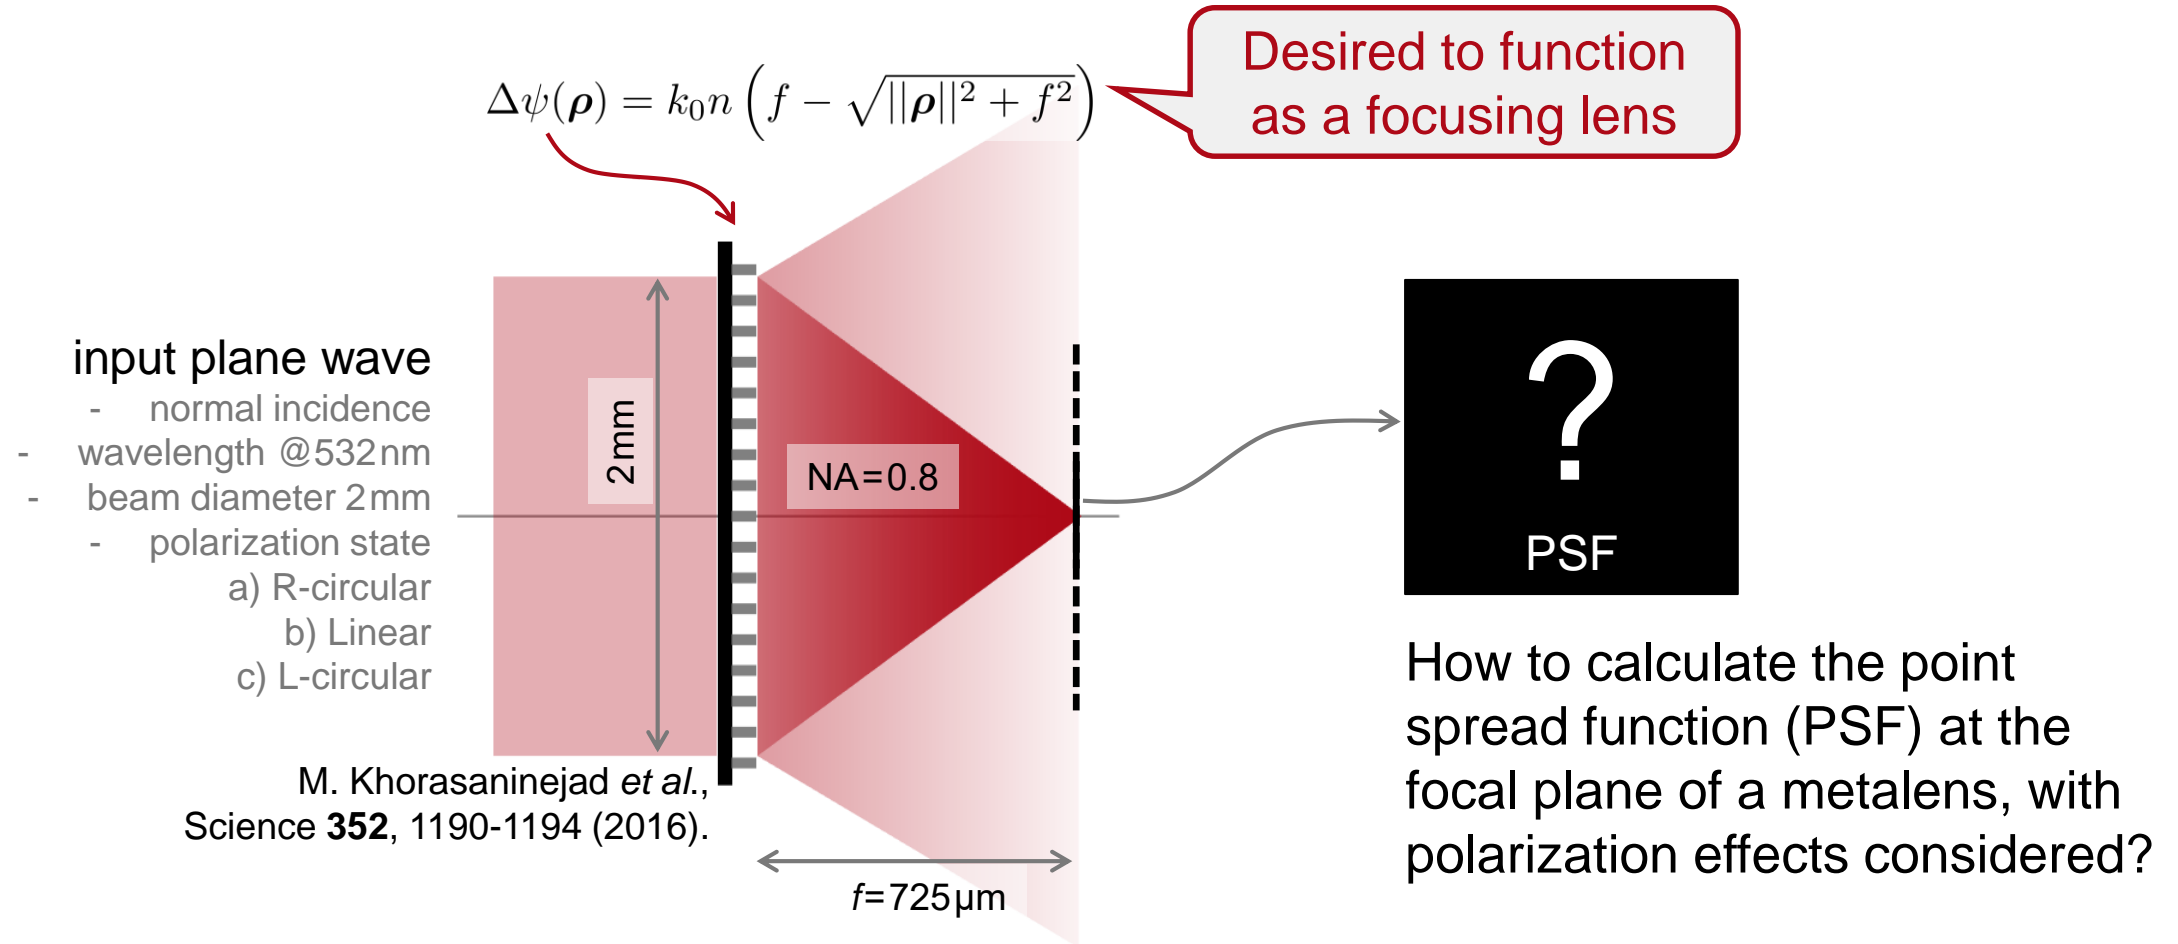 Desired to function
as a focusing lens
Δψ(ρ) = k₀n (f − √(||ρ||² + f²))
input plane wave
- normal incidence
- wavelength @532nm
- beam diameter 2mm
- polarization state
a) R-circular
b) Linear
c) L-circular
2mm
NA=0.8
?
PSF
M. Khorasaninejad et al.,
Science 352, 1190-1194 (2016).
f=725µm
How to calculate the point
spread function (PSF) at the
focal plane of a metalens, with
polarization effects considered?